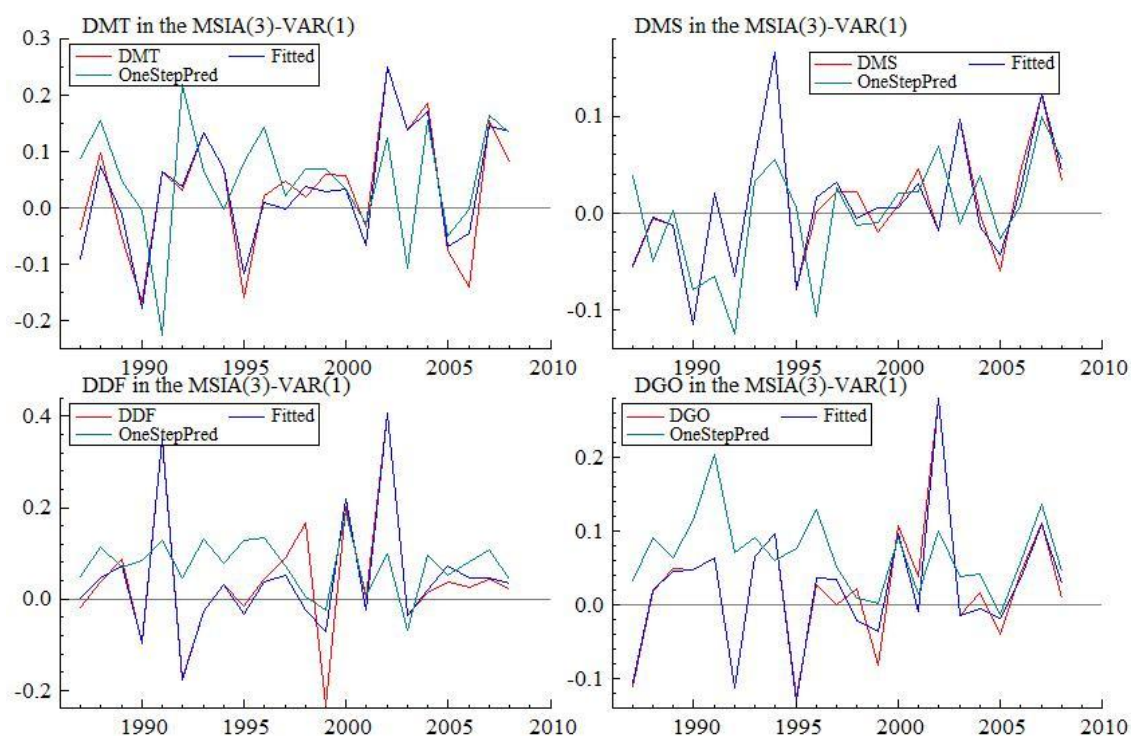 DMT in the MSIA(3)-VAR(1)
DMT Fitted
OneStepPred
0.3
0.2
0.1
0.0
-0.1
-0.2
1990 1995 2000 2005 2010
DMS in the MSIA(3)-VAR(1)
DMS Fitted
OneStepPred
0.1
0.0
-0.1
1990 1995 2000 2005 2010
DDF in the MSIA(3)-VAR(1)
DDF Fitted
OneStepPred
0.4
0.2
0.0
-0.2
1990 1995 2000 2005 2010
DGO in the MSIA(3)-VAR(1)
DGO Fitted
OneStepPred
0.2
0.1
0.0
-0.1
1990 1995 2000 2005 2010